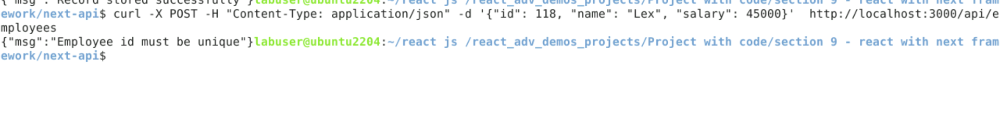 {"msg":"Record stored successfully"}labuser@ubuntu2204:~/react js /react_adv_demos_projects/Project with code/section 9 - react with next fram
ework/next-api$ curl -X POST -H "Content-Type: application/json" -d '{"id": 118, "name": "Lex", "salary": 45000}'  http://localhost:3000/api/e
mployees
{"msg":"Employee id must be unique"}labuser@ubuntu2204:~/react js /react_adv_demos_projects/Project with code/section 9 - react with next fram
ework/next-api$